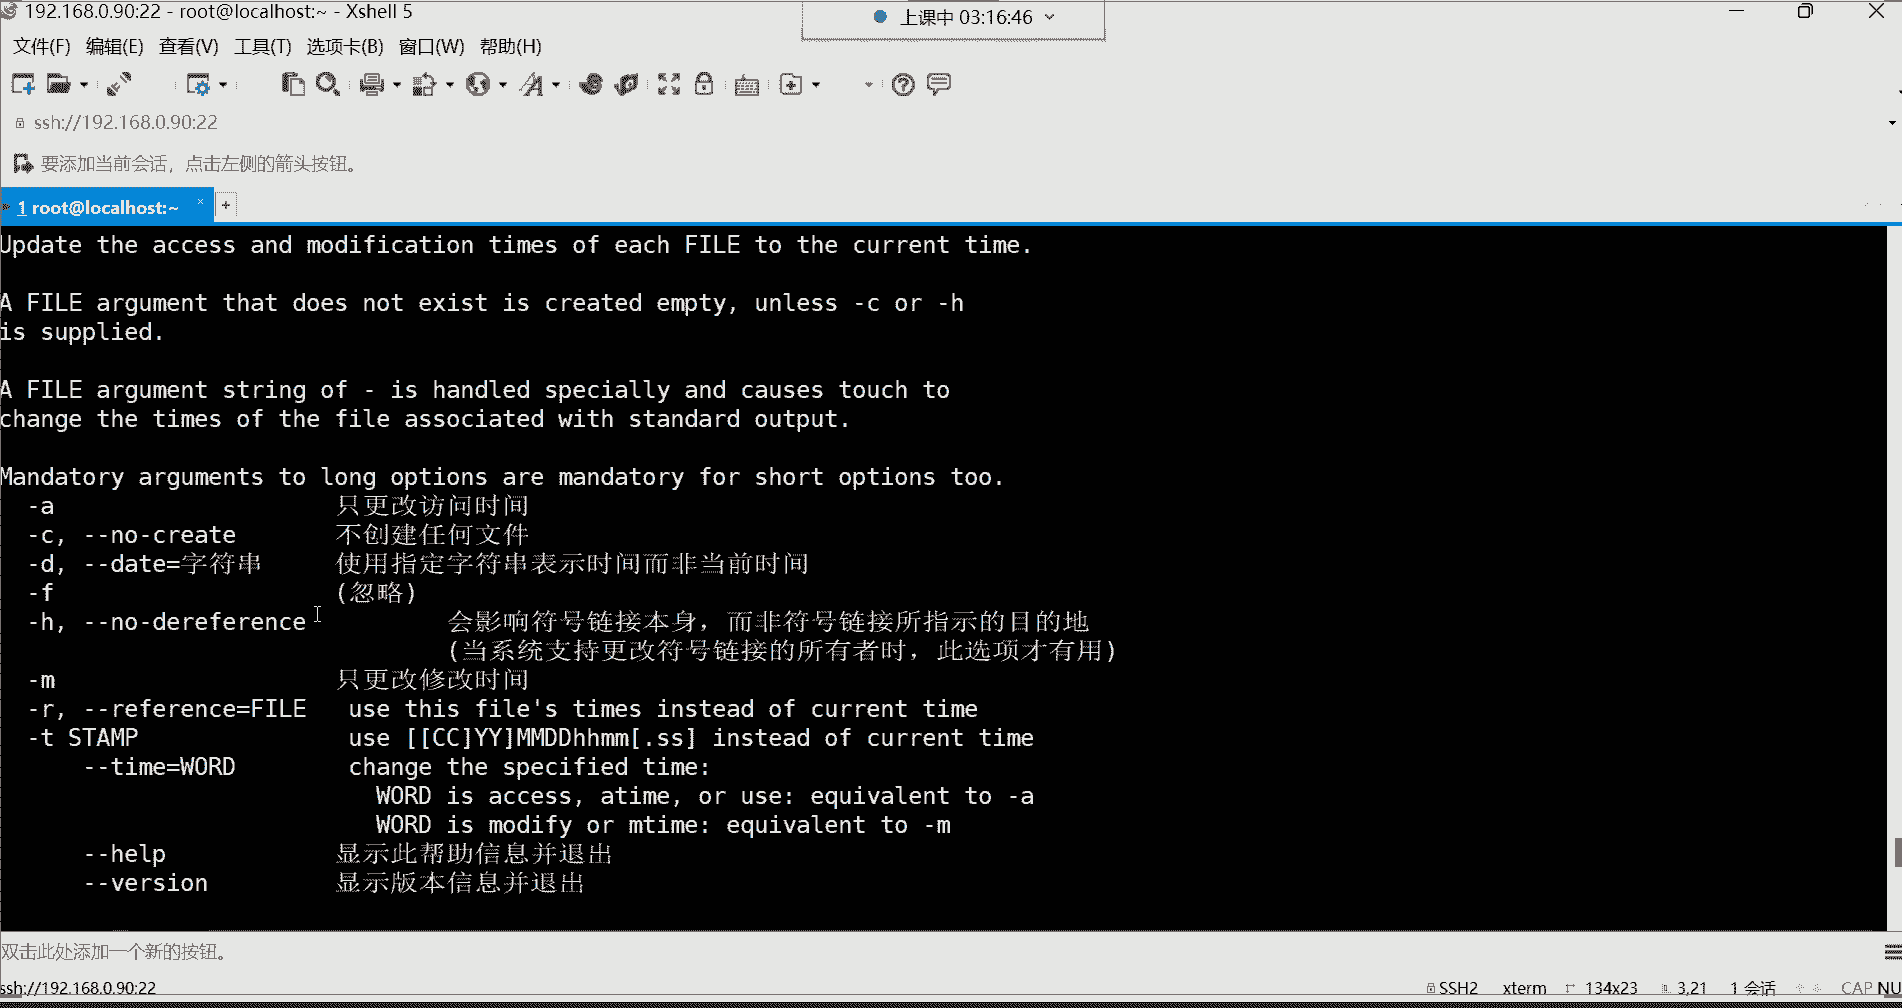 192.168.0.90:22 - root@localhost:~ - Xshell 5
上课中 03:16:46
文件(F) 编辑(E) 查看(V) 工具(T) 选项卡(B) 窗口(W) 帮助(H)
ssh://192.168.0.90:22
要添加当前会话，点击左侧的箭头按钮。
1 root@localhost:~ × +
Update the access and modification times of each FILE to the current time.
A FILE argument that does not exist is created empty, unless -c or -h
is supplied.
A FILE argument string of - is handled specially and causes touch to
change the times of the file associated with standard output.
Mandatory arguments to long options are mandatory for short options too.
-a 只更改访问时间
-c, --no-create 不创建任何文件
-d, --date=字符串 使用指定字符串表示时间而非当前时间
-f (忽略)
-h, --no-dereference 会影响符号链接本身，而非符号链接所指示的目的地
(当系统支持更改符号链接的所有者时，此选项才有用)
-m 只更改修改时间
-r, --reference=FILE use this file's times instead of current time
-t STAMP use [[CC]YY]MMDDhhmm[.ss] instead of current time
--time=WORD change the specified time:
WORD is access, atime, or use: equivalent to -a
WORD is modify or mtime: equivalent to -m
--help 显示此帮助信息并退出
--version 显示版本信息并退出
双击此处添加一个新的按钮。
ssh://192.168.0.90:22 SSH2 xterm 134x23 3,21 1 会话 CAP NU